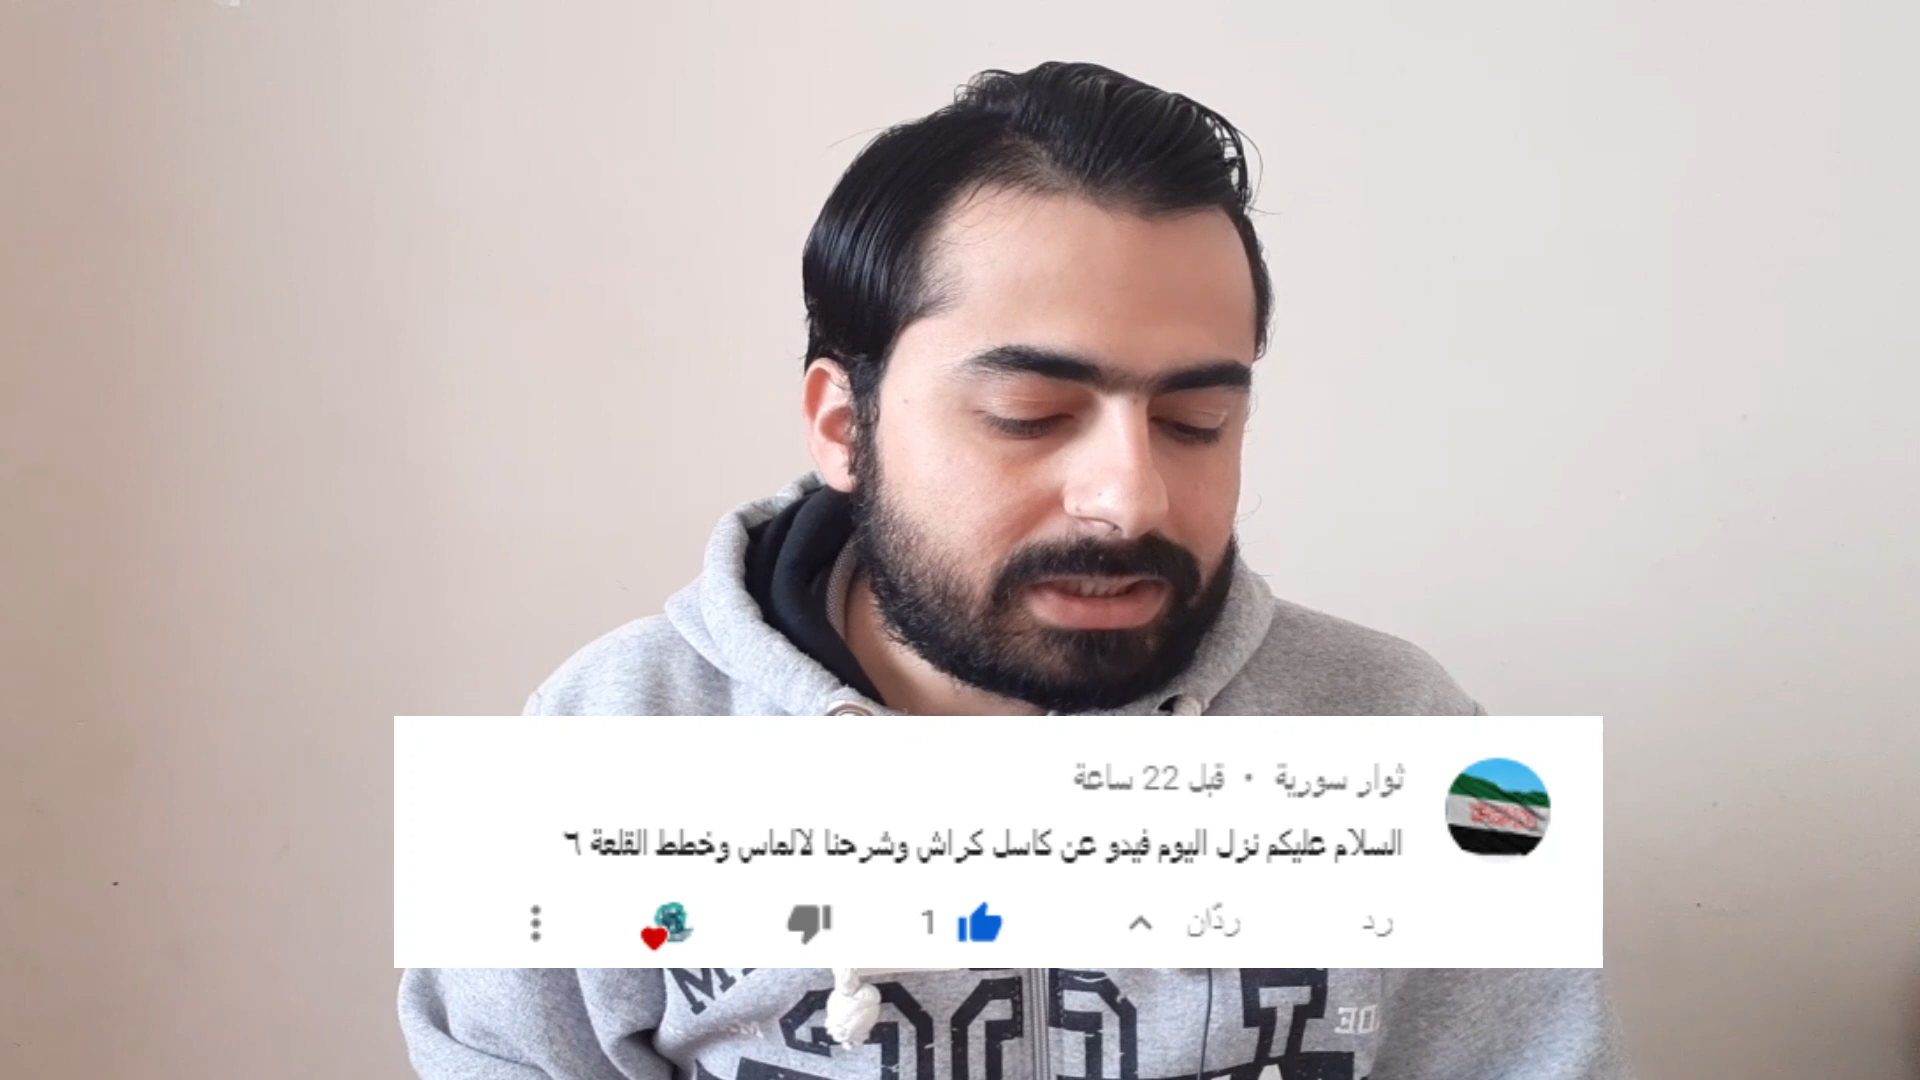 ثوار سورية • قبل 22 ساعة
السلام عليكم نزل اليوم فيدو عن كاسل كراش وشرحنا لالماس وخطط القلعة ٦
رد ردّان 1